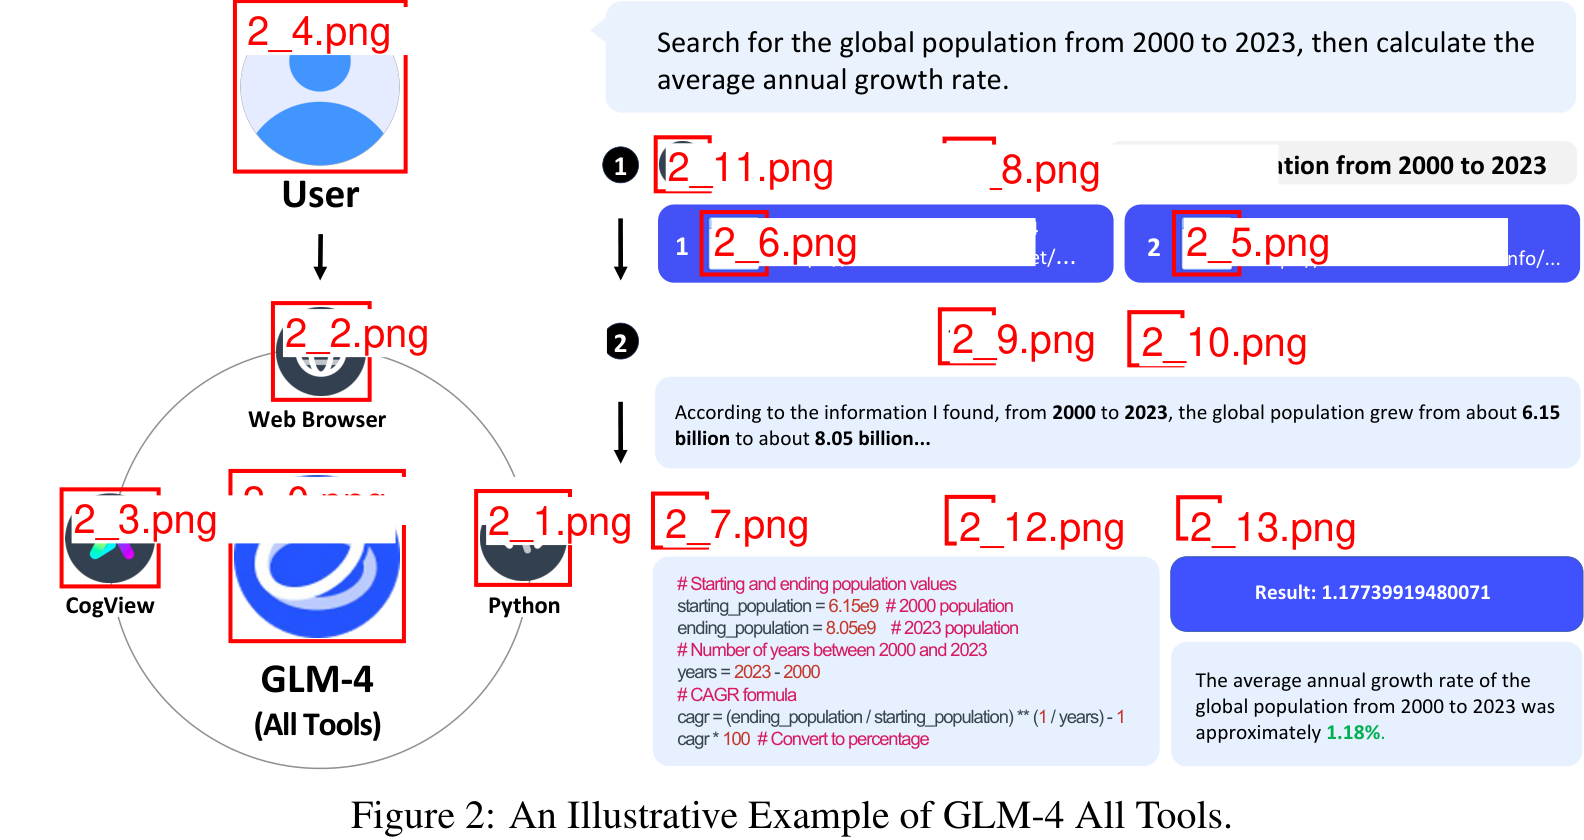 2_4.png
User
2_2.png
Web Browser
2_3.png
CogView
2_1.png
Python
GLM-4
(All Tools)
Search for the global population from 2000 to 2023, then calculate the
average annual growth rate.
1
2_11.png
_8.png
from 2000 to 2023
1
2_6.png
2
2_5.png
2
2_9.png
2_10.png
According to the information I found, from 2000 to 2023, the global population grew from about 6.15
billion to about 8.05 billion...
2_7.png
2_12.png
2_13.png
# Starting and ending population values
starting_population = 6.15e9 # 2000 population
ending_population = 8.05e9 # 2023 population
# Number of years between 2000 and 2023
years = 2023 - 2000
# CAGR formula
cagr = (ending_population / starting_population) ** (1 / years) - 1
cagr * 100 # Convert to percentage
Result: 1.17739919480071
The average annual growth rate of the
global population from 2000 to 2023 was
approximately 1.18%.
Figure 2: An Illustrative Example of GLM-4 All Tools.